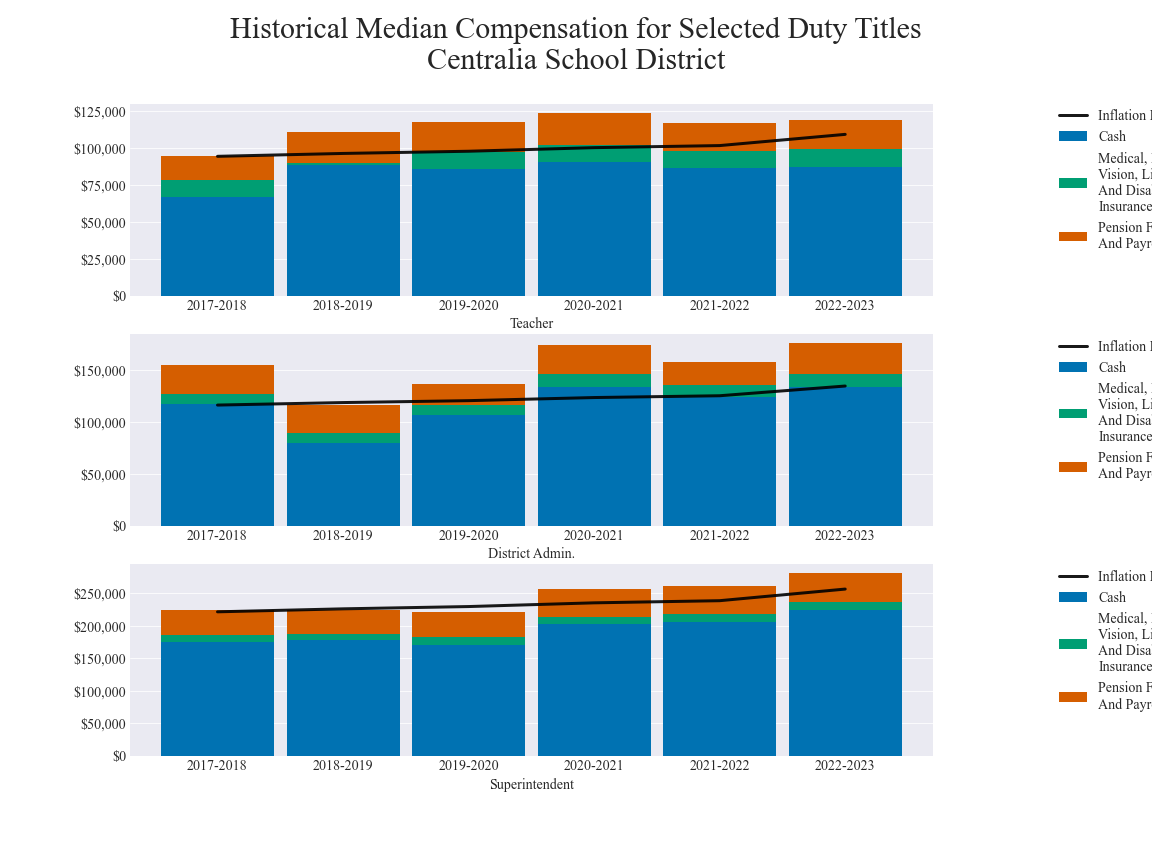 Historical Median Compensation for Selected Duty Titles
Centralia School District
$125,000
$100,000
$75,000
$50,000
$25,000
$0
2017-2018 2018-2019 2019-2020 2020-2021 2021-2022 2022-2023
Teacher
Inflation
Cash
Medical,
Vision,
And
Insurance
Pension
And
$150,000
$100,000
$50,000
$0
2017-2018 2018-2019 2019-2020 2020-2021 2021-2022 2022-2023
District Admin.
Inflation
Cash
Medical,
Vision,
And
Insurance
Pension
And
$250,000
$200,000
$150,000
$100,000
$50,000
$0
2017-2018 2018-2019 2019-2020 2020-2021 2021-2022 2022-2023
Superintendent
Inflation
Cash
Medical,
Vision,
And
Insurance
Pension
And